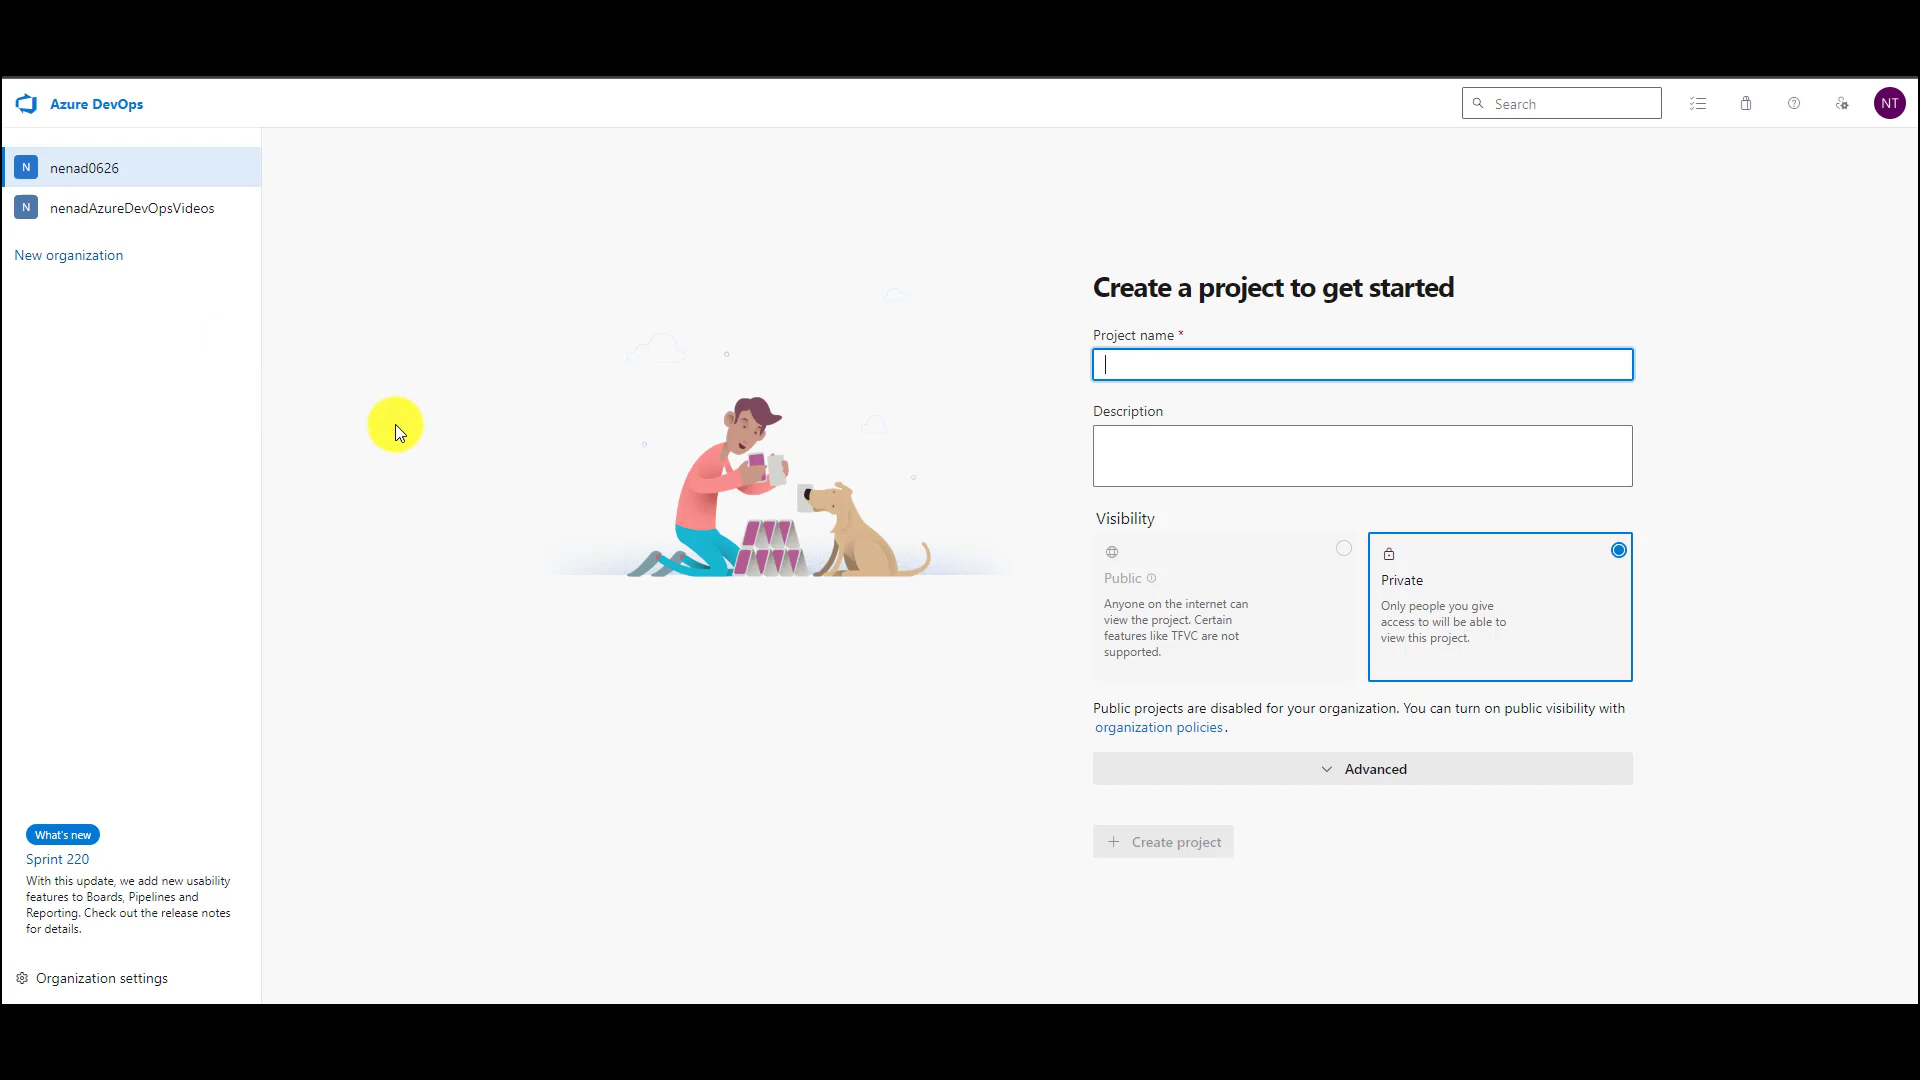 Azure DevOps
Search
NT
N nenad0626
N nenadAzureDevOpsVideos
New organization
Create a project to get started
Project name *
Description
Visibility
Public
Anyone on the internet can
view the project. Certain
features like TFVC are not
supported.
Private
Only people you give
access to will be able to
view this project.
Public projects are disabled for your organization. You can turn on public visibility with
organization policies.
Advanced
Create project
What's new
Sprint 220
With this update, we add new usability
features to Boards, Pipelines and
Reporting. Check out the release notes
for details.
Organization settings